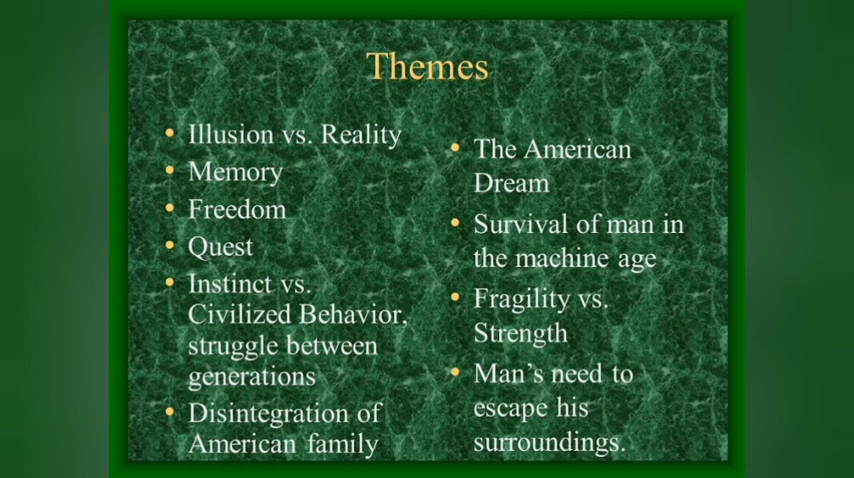 Themes
• Illusion vs. Reality
• Memory
• Freedom
• Quest
• Instinct vs.
Civilized Behavior,
struggle between
generations
• Disintegration of
American family
• The American
Dream
• Survival of man in
the machine age
• Fragility vs.
Strength
• Man’s need to
escape his
surroundings.